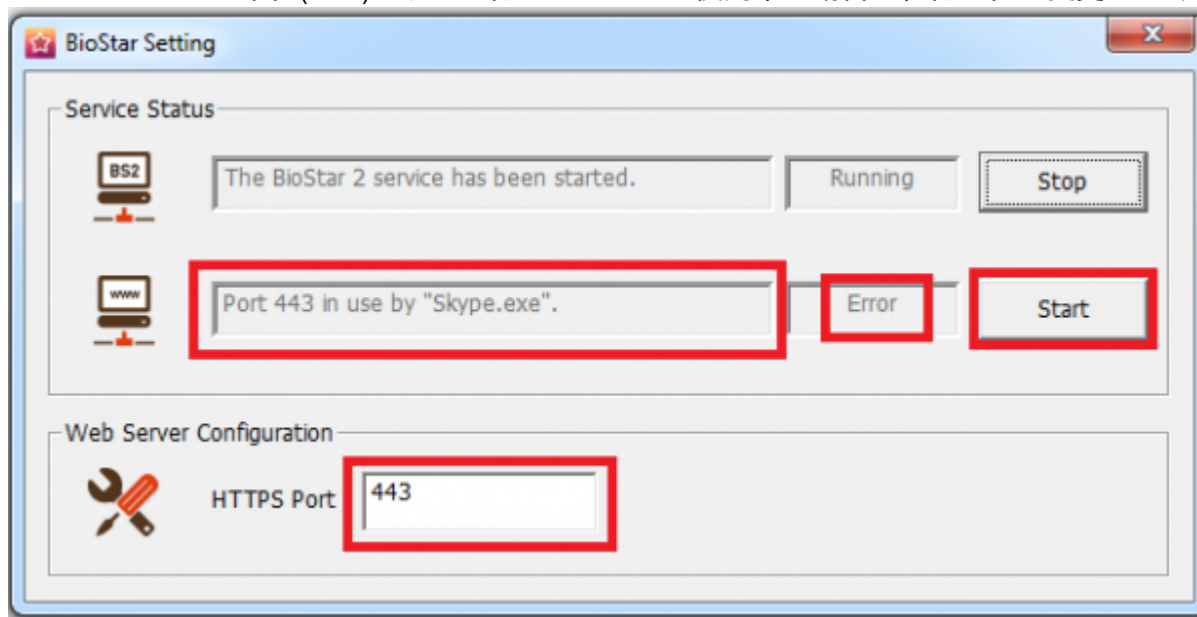 BioStar Setting
Service Status
BS2
The BioStar 2 service has been started.
Running
Stop
www
Port 443 in use by "Skype.exe".
Error
Start
Web Server Configuration
HTTPS Port
443